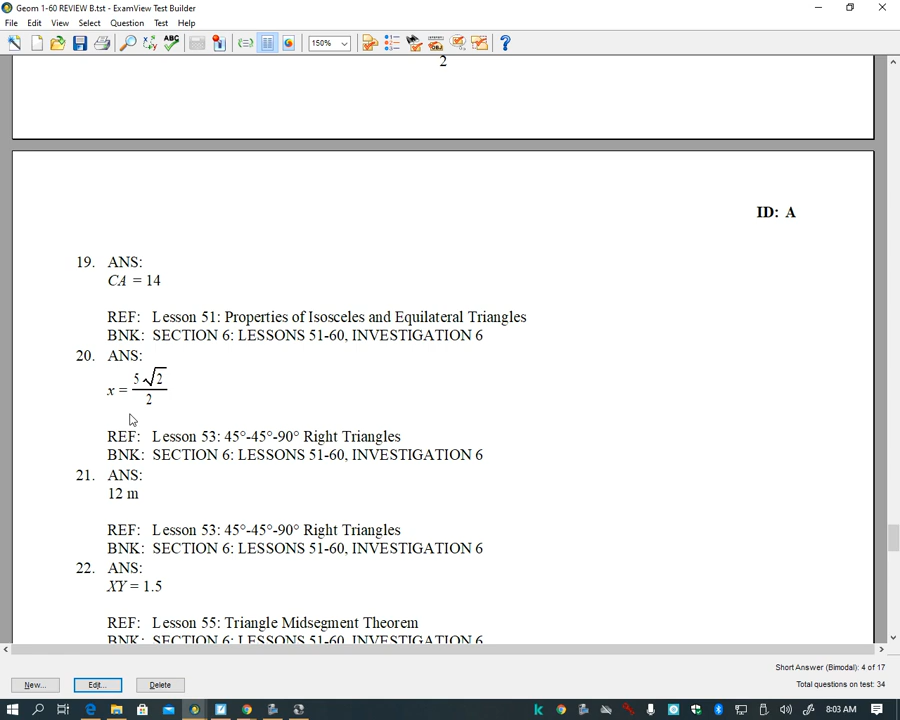 Geom 1-60 REVIEW B.tst - ExamView Test Builder
File Edit View Select Question Test Help
150%
2
ID: A
19. ANS:
CA = 14
REF: Lesson 51: Properties of Isosceles and Equilateral Triangles
BNK: SECTION 6: LESSONS 51-60, INVESTIGATION 6
20. ANS:
x = 5√2/2
REF: Lesson 53: 45°-45°-90° Right Triangles
BNK: SECTION 6: LESSONS 51-60, INVESTIGATION 6
21. ANS:
12 m
REF: Lesson 53: 45°-45°-90° Right Triangles
BNK: SECTION 6: LESSONS 51-60, INVESTIGATION 6
22. ANS:
XY = 1.5
REF: Lesson 55: Triangle Midsegment Theorem
BNK: SECTION 6: LESSONS 51-60, INVESTIGATION 6
Short Answer (Bimodal): 4 of 17
New... Edit... Delete Total questions on test: 34
8:03 AM